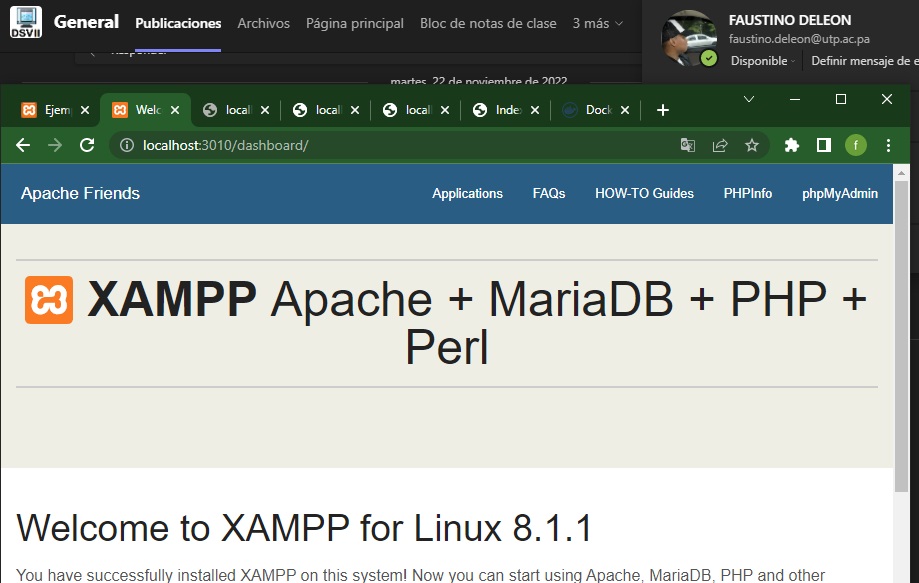 DSVII General Publicaciones Archivos Página principal Bloc de notas de clase 3 más
FAUSTINO DELEON
faustino.deleon@utp.ac.pa
Disponible Definir mensaje de e
martes, 22 de noviembre de 2022
Ejem Welc locall locall locall Index Dock
localhost:3010/dashboard/
f
Apache Friends Applications FAQs HOW-TO Guides PHPInfo phpMyAdmin
XAMPP Apache + MariaDB + PHP +
Perl
Welcome to XAMPP for Linux 8.1.1
You have successfully installed XAMPP on this system! Now you can start using Apache, MariaDB, PHP and other